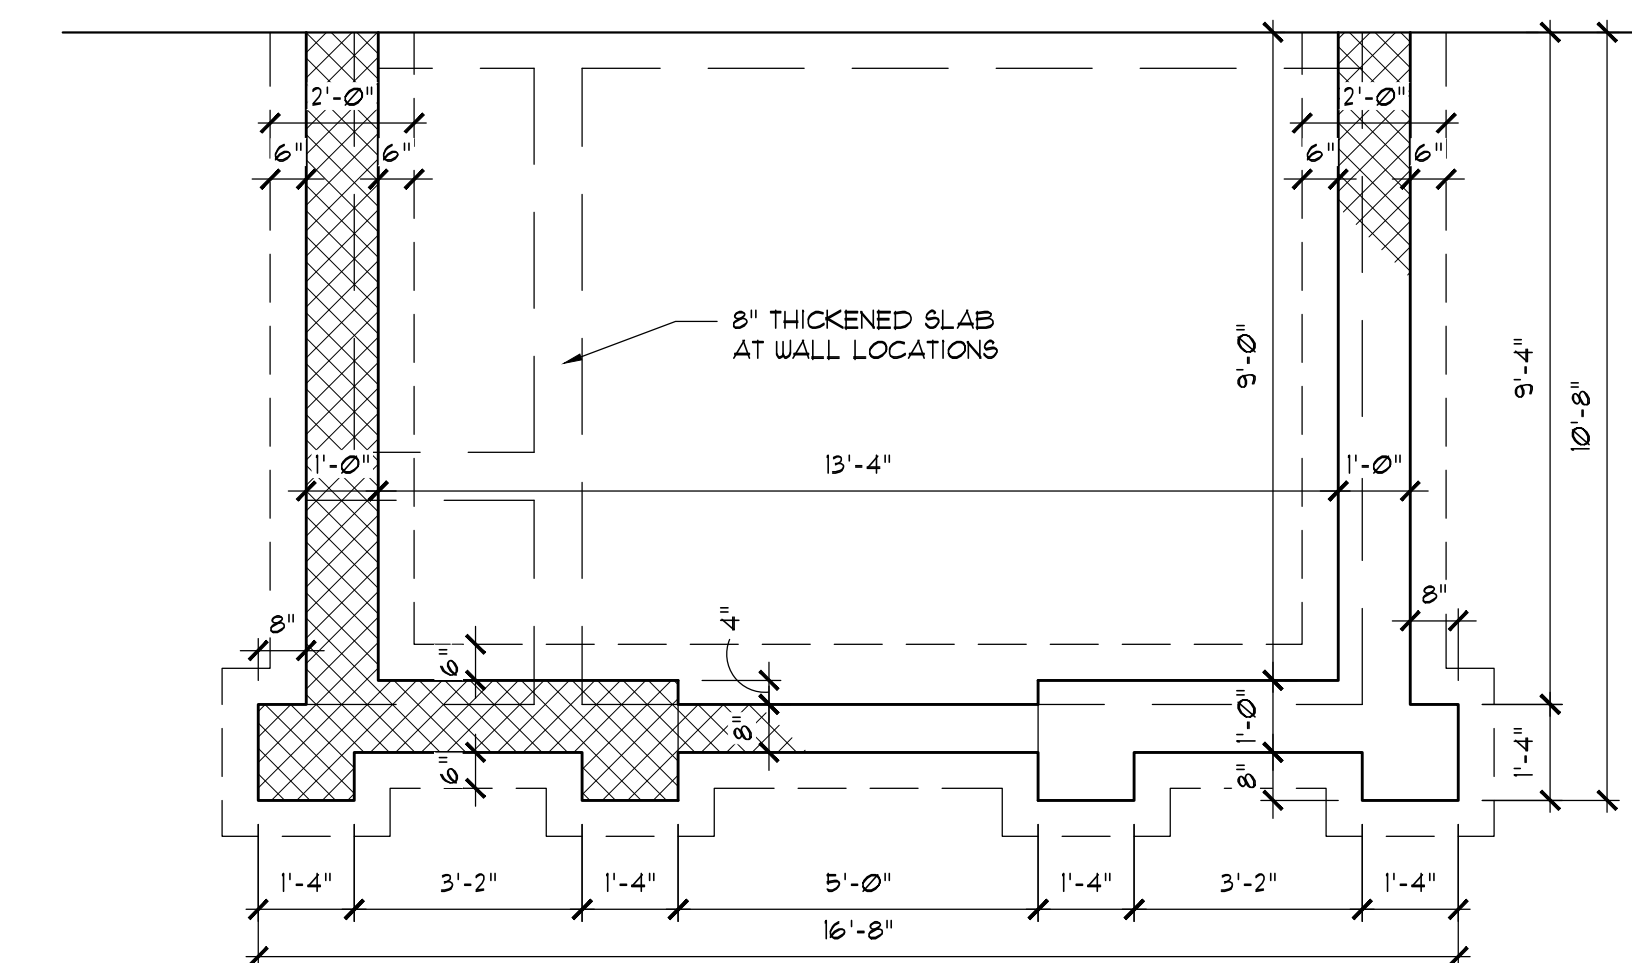 2'-0" 2'-0"
6" 6" 6" 6"
8" THICKENED SLAB
AT WALL LOCATIONS
9'-0"
9'-4"
10'-8"
1'-0" 13'-4" 1'-0"
8" 8"
4"
6"
8"
1'-0"
6"
8"
1'-4"
1'-4" 3'-2" 1'-4" 5'-0" 1'-4" 3'-2" 1'-4"
16'-8"